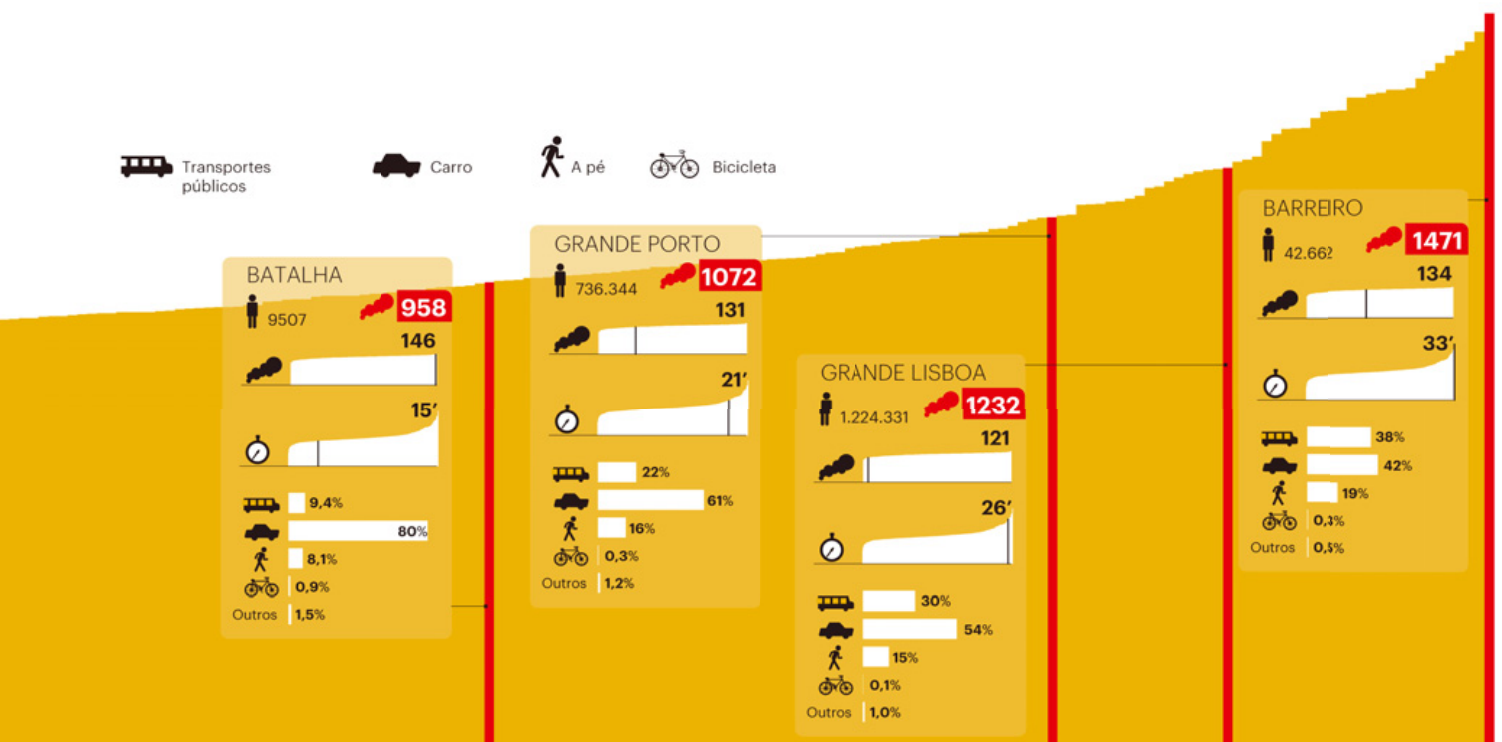 Transportes
públicos
Carro
A pé
Bicicleta
BATALHA
9507
958
146
15’
9,4%
80%
8,1%
0,9%
Outros 1,5%
GRANDE PORTO
736.344
1072
131
21’
22%
61%
16%
0,3%
Outros 1,2%
GRANDE LISBOA
1.224.331
1232
121
26’
30%
54%
15%
0,1%
Outros 1,0%
BARREIRO
1471
134
33’
38%
42%
19%
Outros